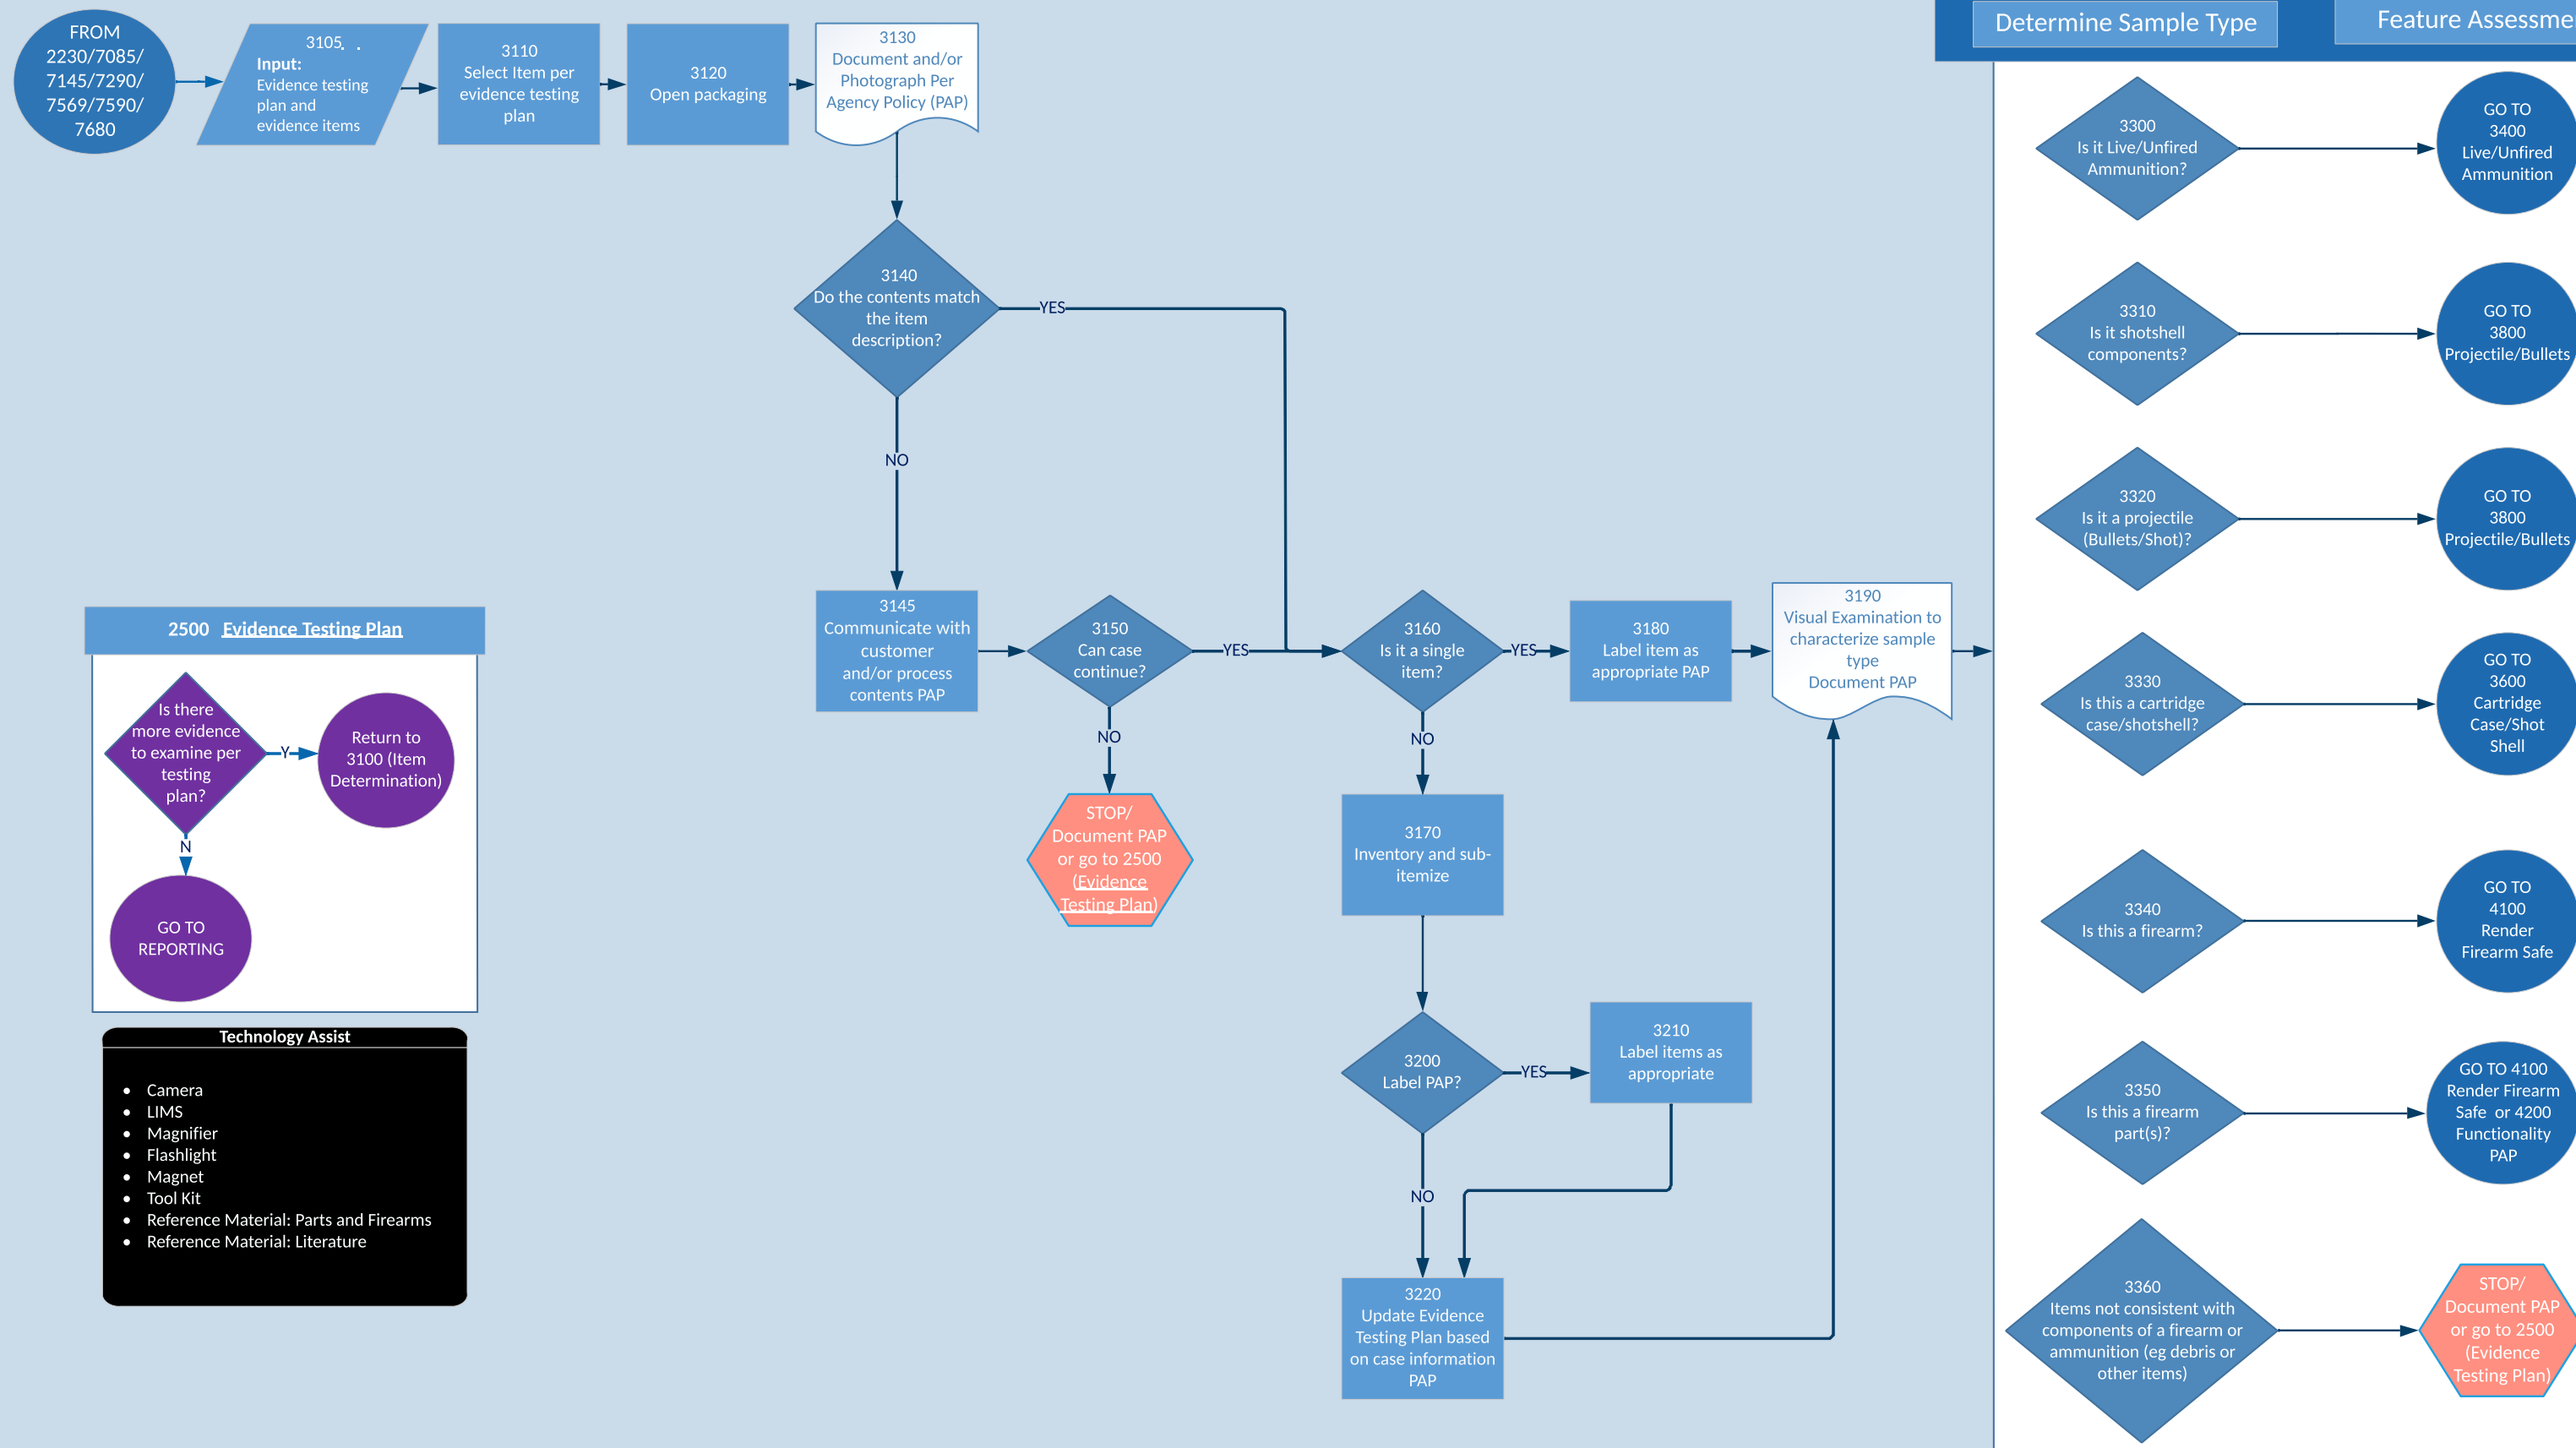 FROM
2230/7085/
7145/7290/
7569/7590/
7680
3105. .
Input:
Evidence testing
plan and
evidence items
3110
Select Item per
evidence testing
plan
3120
Open packaging
3130
Document and/or
Photograph Per
Agency Policy (PAP)
3140
Do the contents match
the item
description?
YES
NO
3145
Communicate with
customer
and/or process
contents PAP
3150
Can case
continue?
YES
NO
STOP/
Document PAP
or go to 2500
(Evidence
Testing Plan)
3160
Is it a single
item?
YES
NO
3180
Label item as
appropriate PAP
3190
Visual Examination to
characterize sample
type
Document PAP
3170
Inventory and sub-
itemize
3200
Label PAP?
YES
NO
3210
Label items as
appropriate
3220
Update Evidence
Testing Plan based
on case information
PAP
2500 Evidence Testing Plan
Is there
more evidence
to examine per
testing
plan?
Y
Return to
3100 (Item
Determination)
N
GO TO
REPORTING
Technology Assist
• Camera
• LIMS
• Magnifier
• Flashlight
• Magnet
• Tool Kit
• Reference Material: Parts and Firearms
• Reference Material: Literature
Determine Sample Type
Feature Assessme
3300
Is it Live/Unfired
Ammunition?
GO TO
3400
Live/Unfired
Ammunition
3310
Is it shotshell
components?
GO TO
3800
Projectile/Bullets
3320
Is it a projectile
(Bullets/Shot)?
GO TO
3800
Projectile/Bullets
3330
Is this a cartridge
case/shotshell?
GO TO
3600
Cartridge
Case/Shot
Shell
3340
Is this a firearm?
GO TO
4100
Render
Firearm Safe
3350
Is this a firearm
part(s)?
GO TO 4100
Render Firearm
Safe or 4200
Functionality
PAP
3360
Items not consistent with
components of a firearm or
ammunition (eg debris or
other items)
STOP/
Document PAP
or go to 2500
(Evidence
Testing Plan)